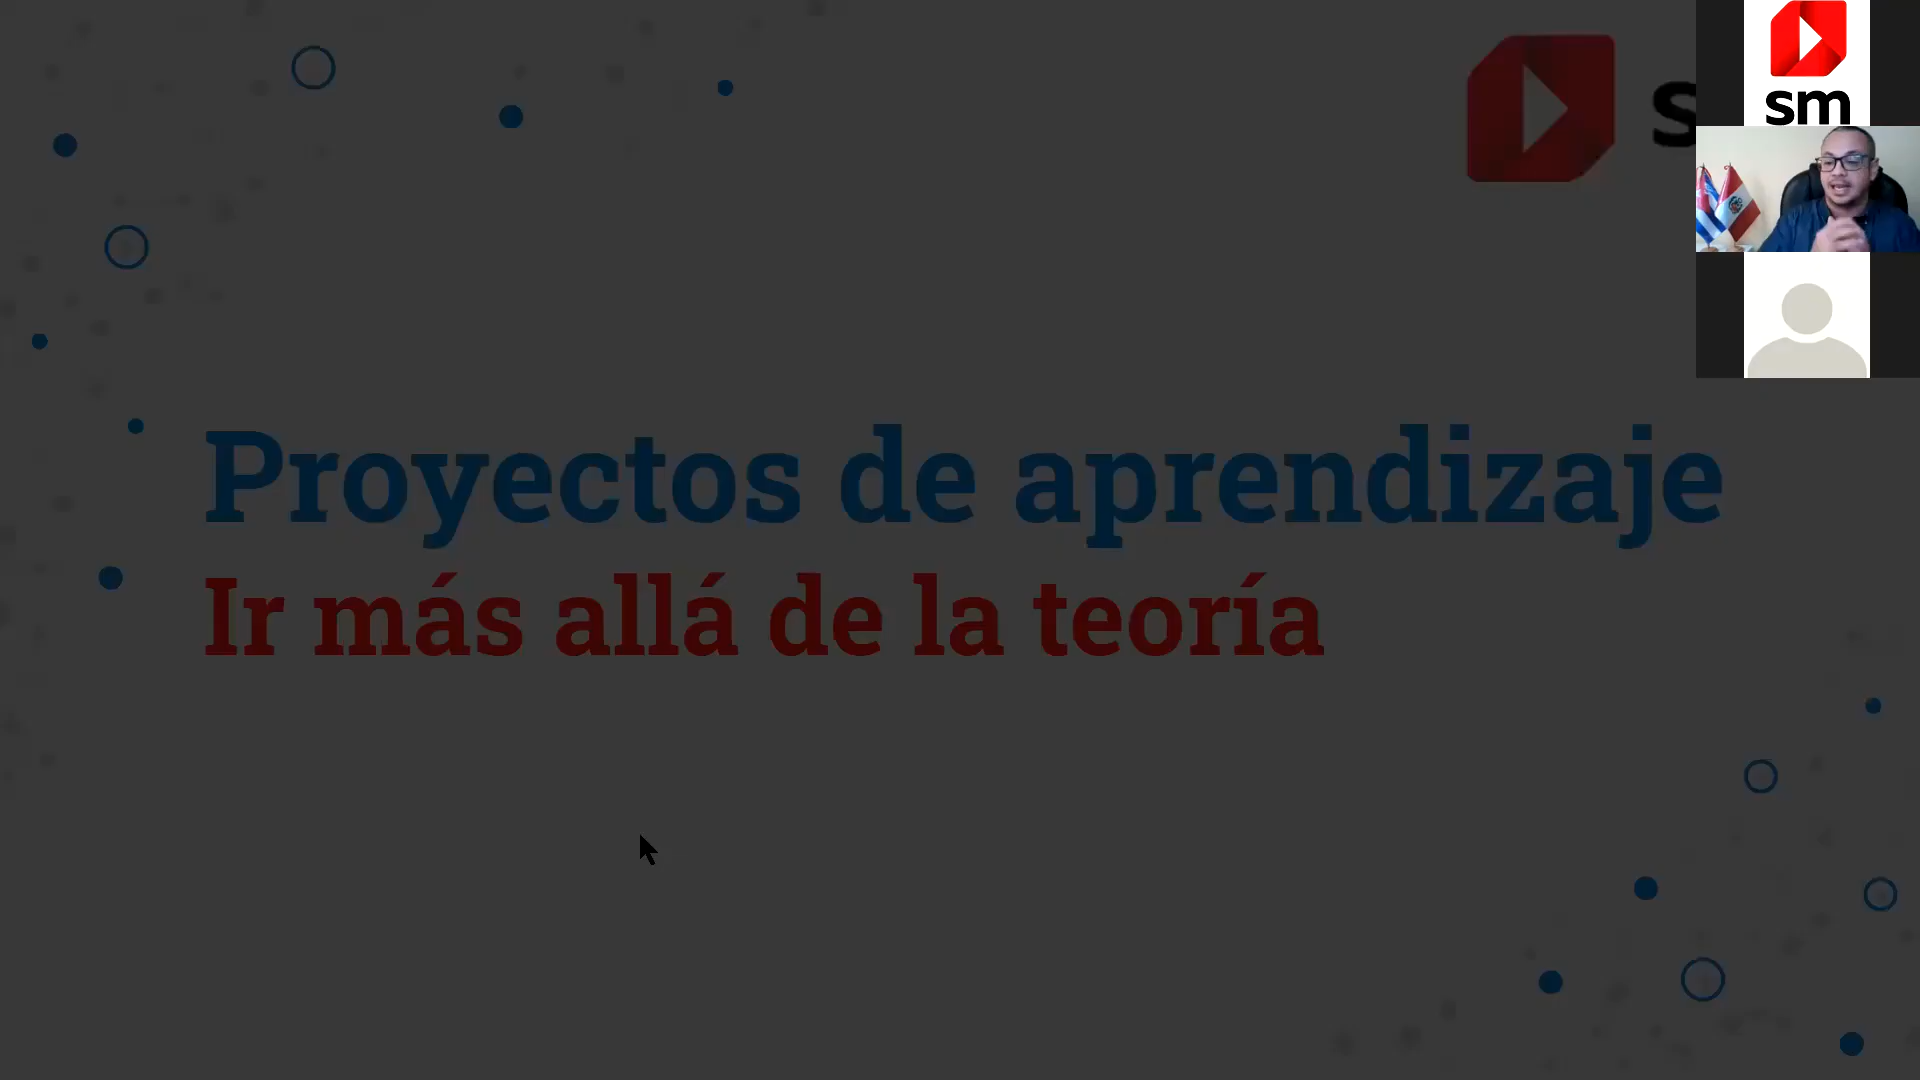 sm
Proyectos de aprendizaje
Ir más allá de la teoría